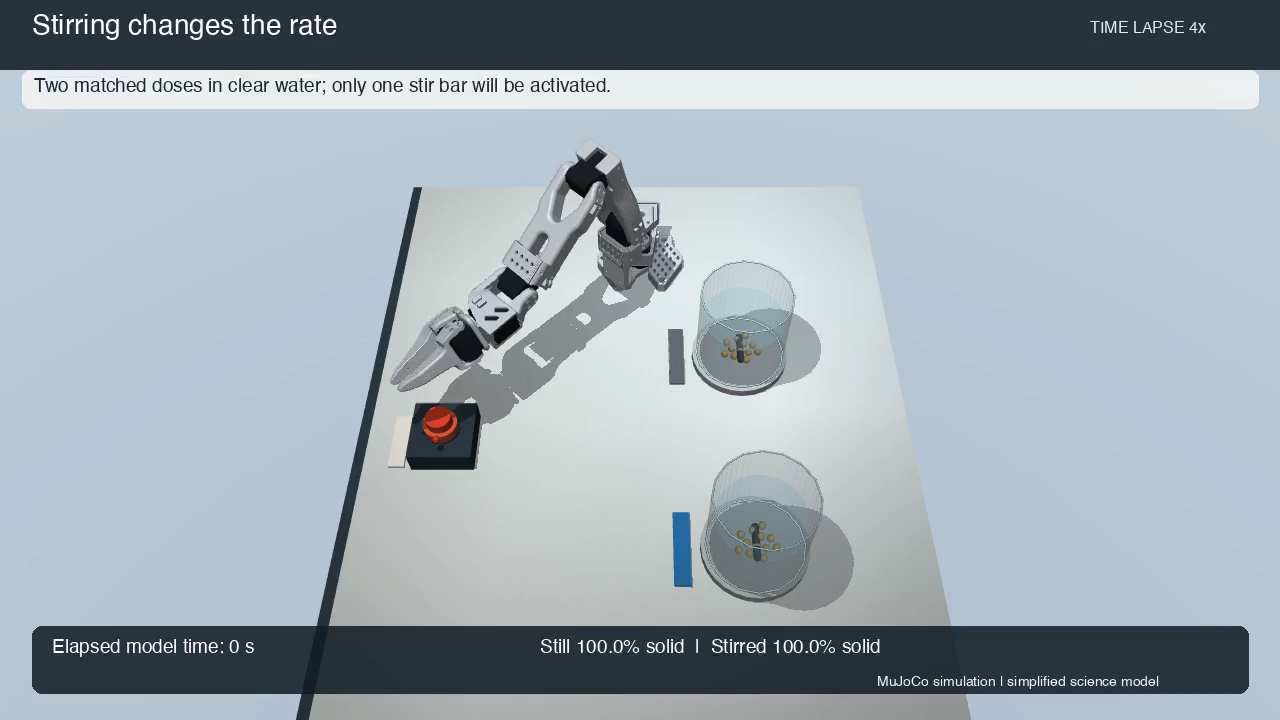 Stirring changes the rate
TIME LAPSE 4x
Two matched doses in clear water; only one stir bar will be activated.
Elapsed model time: 0 s
Still 100.0% solid | Stirred 100.0% solid
MuJoCo simulation | simplified science model